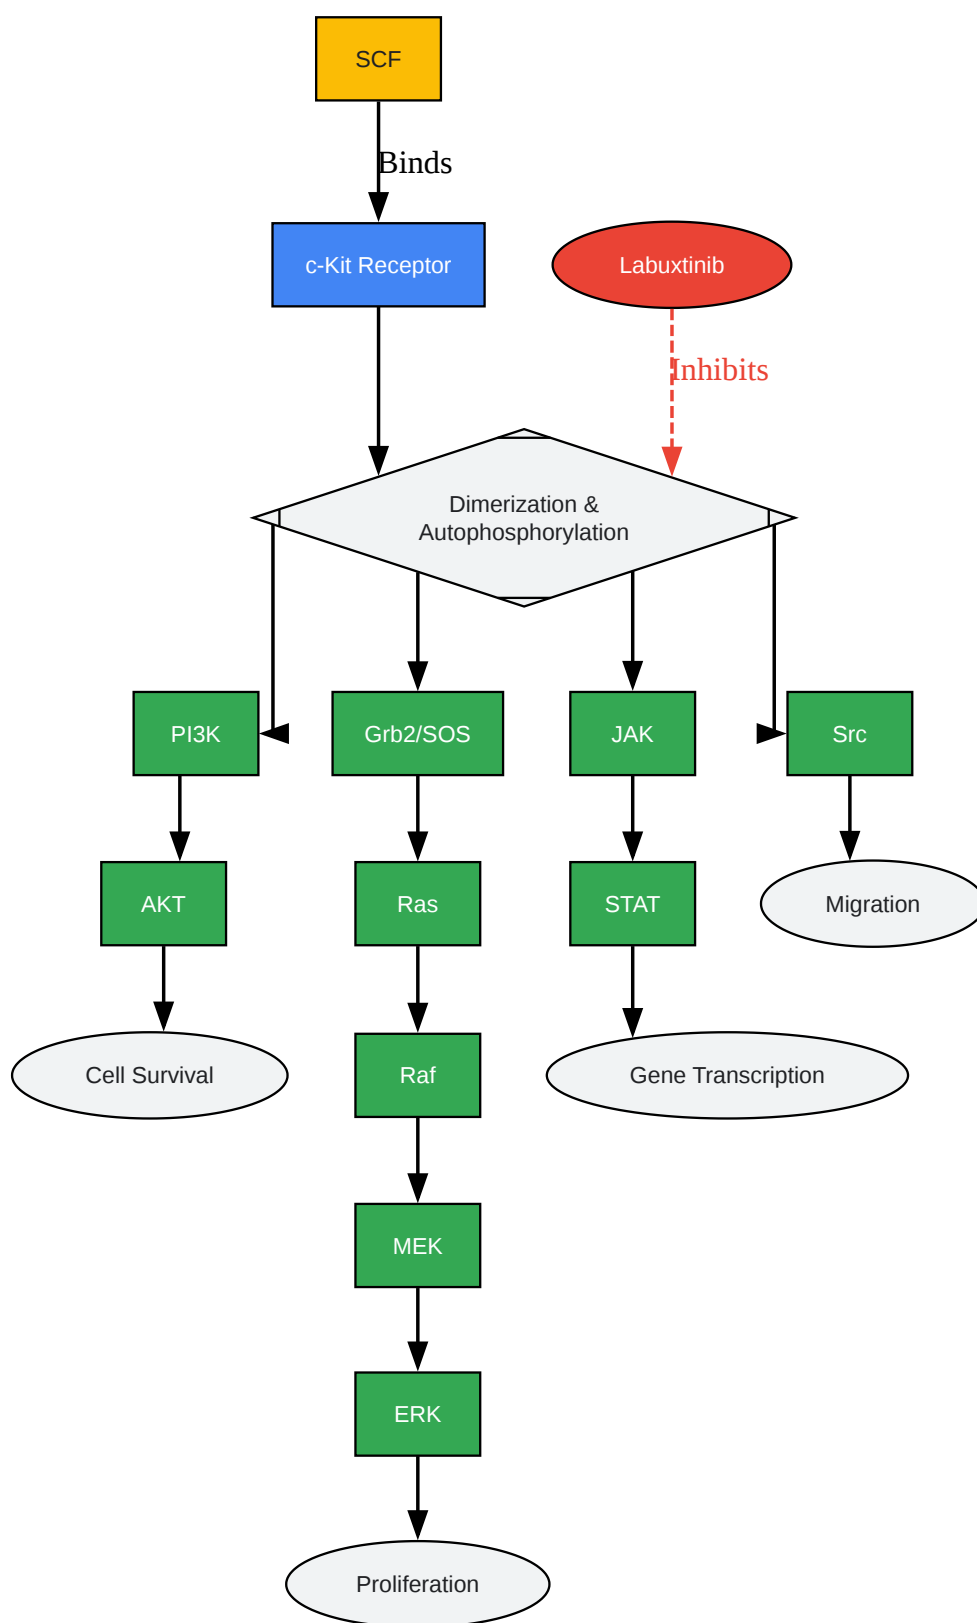 SCF
Binds
c-Kit Receptor
Labuxtinib
Inhibits
Dimerization &
Autophosphorylation
PI3K
Grb2/SOS
JAK
Src
AKT
Ras
STAT
Migration
Cell Survival
Raf
Gene Transcription
MEK
ERK
Proliferation